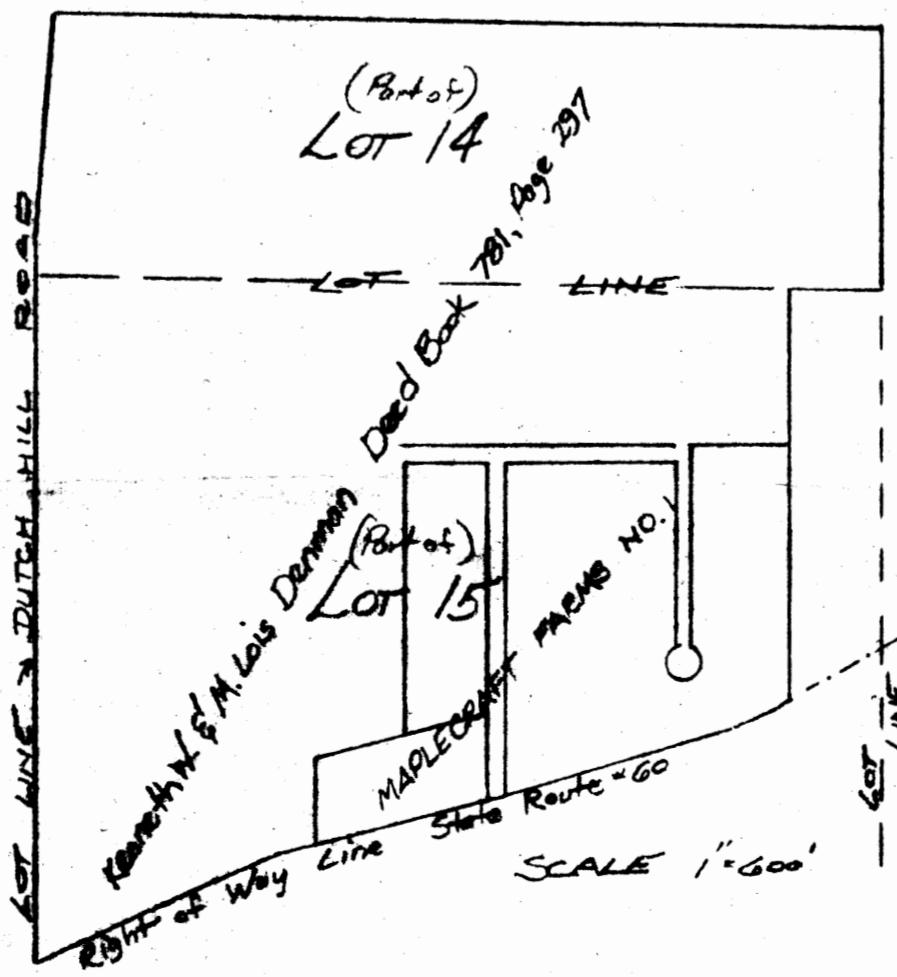 (Part of)
LOT 14
LOT LINE
LOT LINE & DUTCH HILL ROAD
Kenneth W. & M. Lois Denman Deed Book 781, Page 297
(Part of)
LOT 15
MAPLECRAFT FARMS NO. 1
LOT LINE
Right of Way Line State Route #60
SCALE 1"=600'